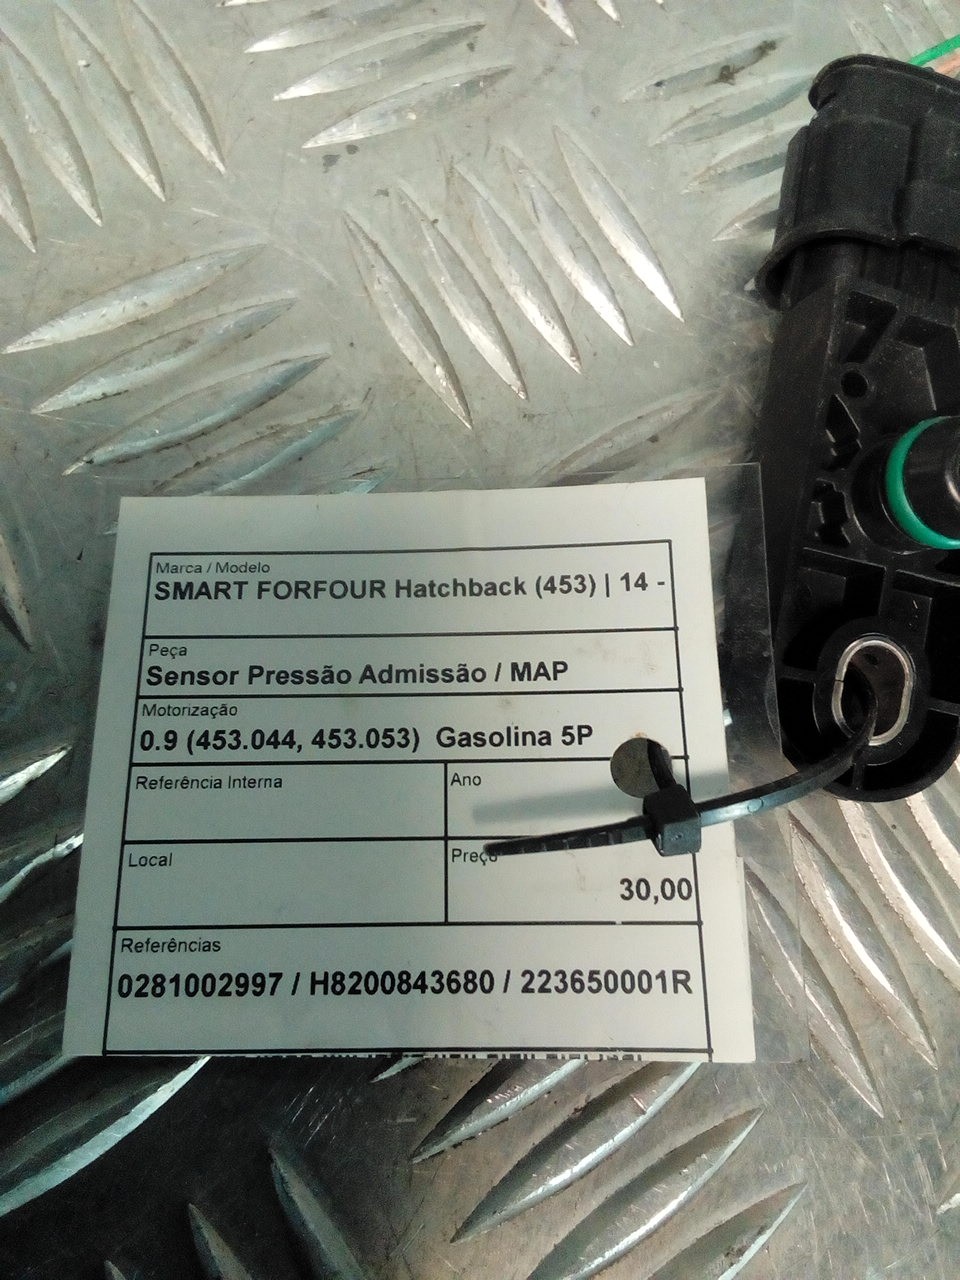 Marca / Modelo
SMART FORFOUR Hatchback (453) | 14 -
Peça
Sensor Pressão Admissão / MAP
Motorização
0.9 (453.044, 453.053) Gasolina 5P
Referência Interna
Ano
Local
Preço
30,00
Referências
0281002997 / H8200843680 / 223650001R